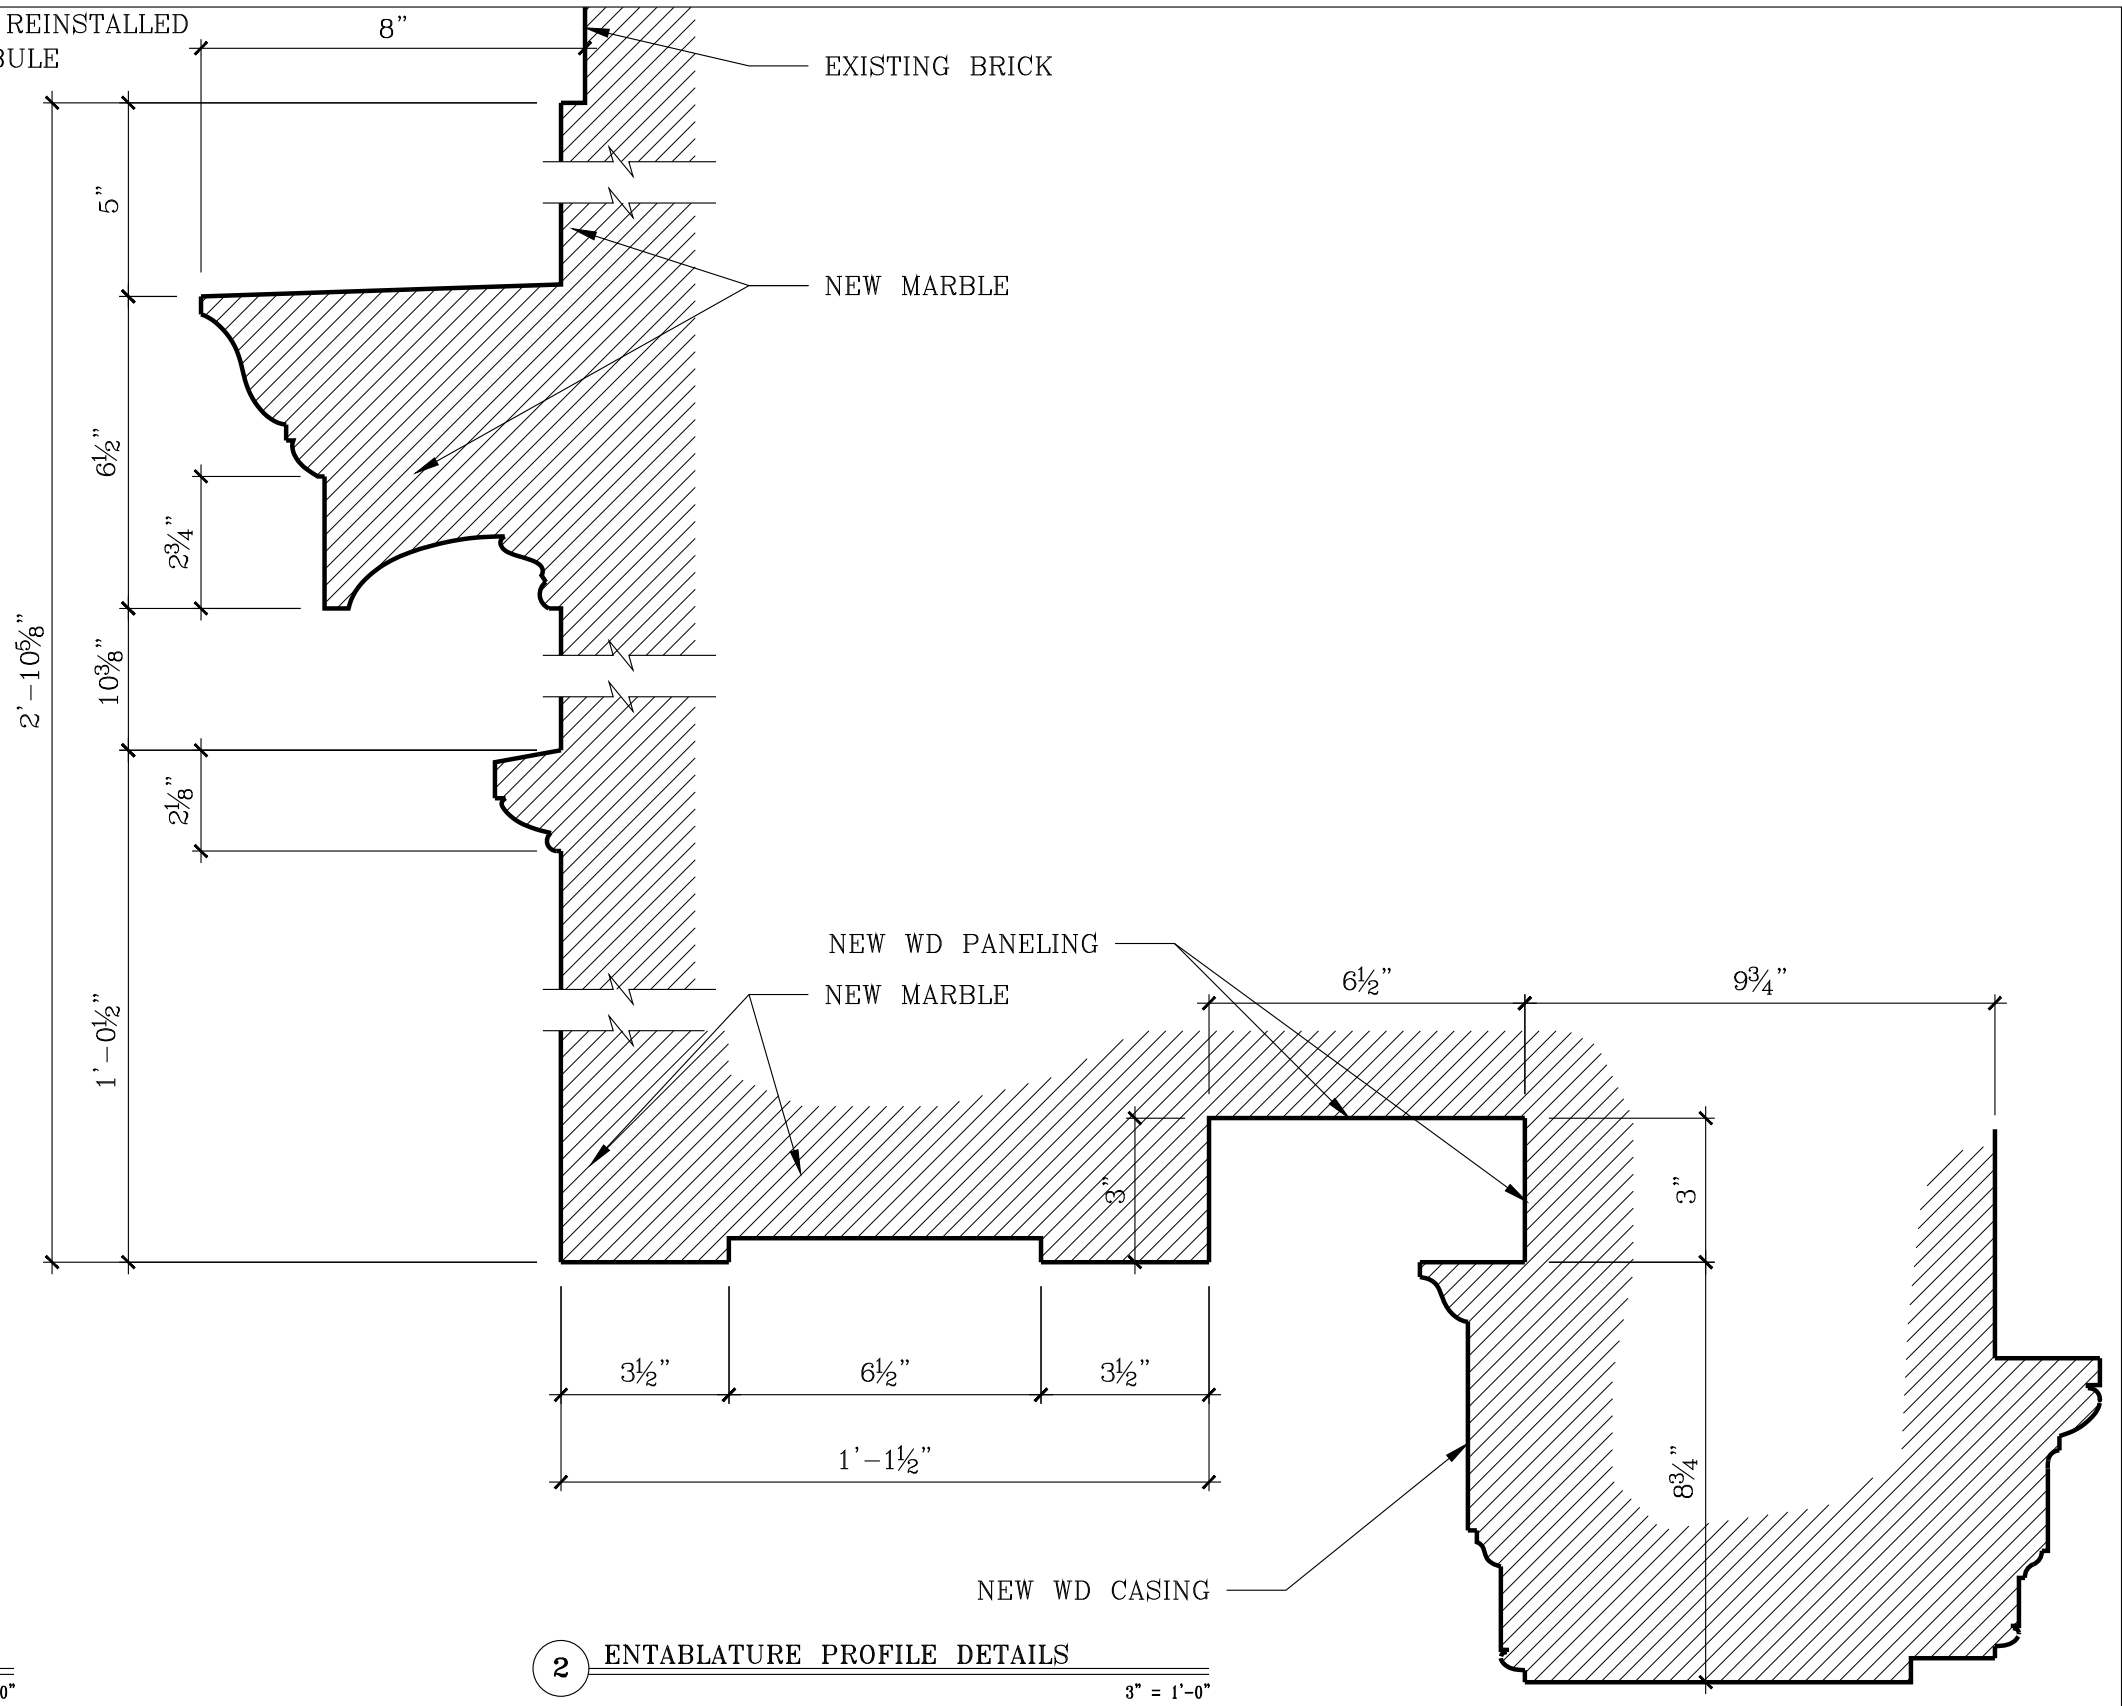 REINSTALLED
BULE
8"
EXISTING BRICK
5"
NEW MARBLE
6½"
2¾"
2'-10⅝"
10⅜"
2⅛"
NEW WD PANELING
NEW MARBLE
6½"
9¾"
1'-0½"
3"
3"
3½"
6½"
3½"
1'-1½"
8¾"
NEW WD CASING
2
ENTABLATURE PROFILE DETAILS
3" = 1'-0"
0"